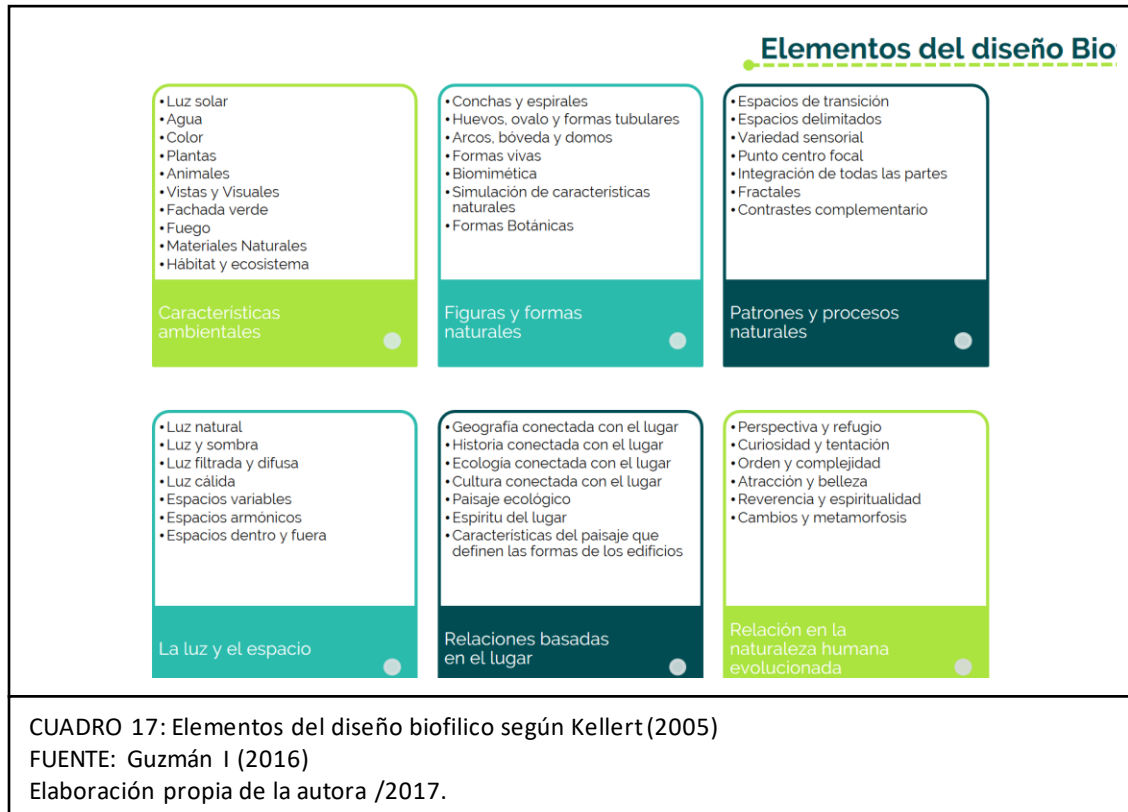 Elementos del diseño Bio
• Luz solar
• Agua
• Color
• Plantas
• Animales
• Vistas y Visuales
• Fachada verde
• Fuego
• Materiales Naturales
• Hábitat y ecosistema
Características
ambientales
• Conchas y espirales
• Huevos, ovalo y formas tubulares
• Arcos, bóveda y domos
• Formas vivas
• Biomimética
• Simulación de características
naturales
• Formas Botánicas
Figuras y formas
naturales
• Espacios de transición
• Espacios delimitados
• Variedad sensorial
• Punto centro focal
• Integración de todas las partes
• Fractales
• Contrastes complementario
Patrones y procesos
naturales
• Luz natural
• Luz y sombra
• Luz filtrada y difusa
• Luz cálida
• Espacios variables
• Espacios armónicos
• Espacios dentro y fuera
La luz y el espacio
• Geografía conectada con el lugar
• Historia conectada con el lugar
• Ecología conectada con el lugar
• Cultura conectada con el lugar
• Paisaje ecológico
• Espíritu del lugar
• Características del paisaje que
definen las formas de los edificios
Relaciones basadas
en el lugar
• Perspectiva y refugio
• Curiosidad y tentación
• Orden y complejidad
• Atracción y belleza
• Reverencia y espiritualidad
• Cambios y metamorfosis
Relación en la
naturaleza humana
evolucionada
CUADRO 17: Elementos del diseño biofilico según Kellert (2005)
FUENTE: Guzmán I (2016)
Elaboración propia de la autora /2017.